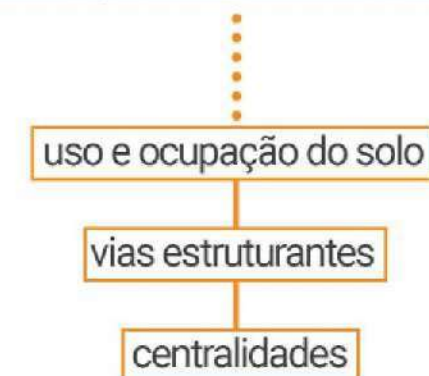 uso e ocupação do solo
vias estruturantes
centralidades